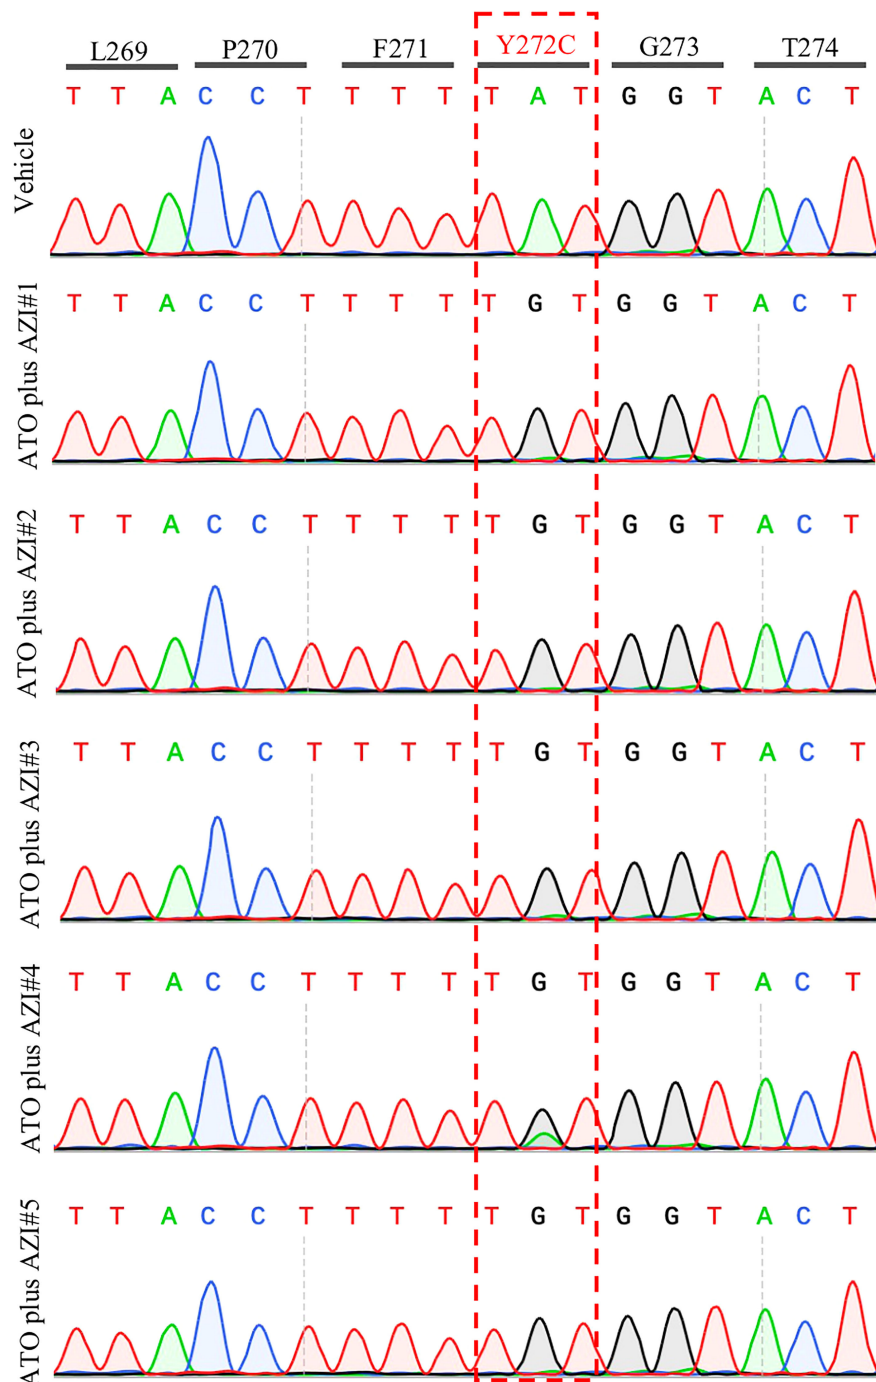 L269 P270 F271 Y272C G273 T274
Vehicle
T T A C C T T T T T A T G G T A C T
ATO plus AZI#1
T T A C C T T T T T G T G G T A C T
ATO plus AZI#2
T T A C C T T T T T G T G G T A C T
ATO plus AZI#3
T T A C C T T T T T G T G G T A C T
ATO plus AZI#4
T T A C C T T T T T G T G G T A C T
ATO plus AZI#5
T T A C C T T T T T G T G G T A C T